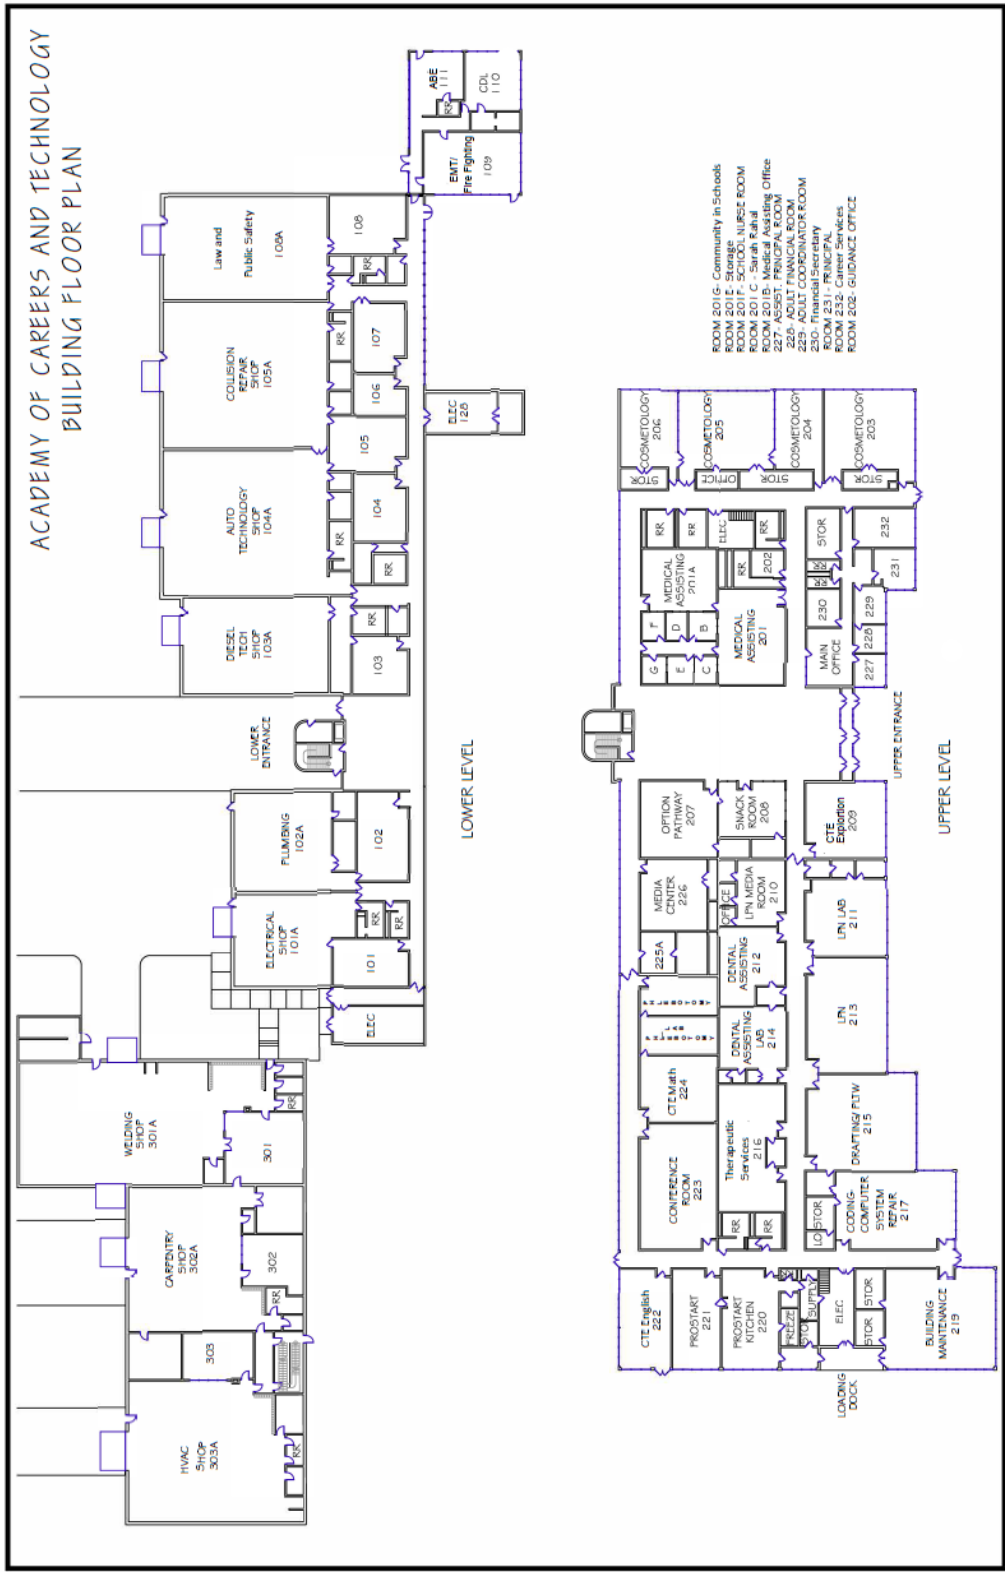 ACADEMY OF CAREERS AND TECHNOLOGY
BUILDING FLOOR PLAN
HVAC
SHOP
303A
RR
303
CARPENTRY
SHOP
302A
302
RR
WELDING
SHOP
301A
301
RR
ELEC
ELECTRICAL
SHOP
101A
101
RR
RR
PLUMBING
102A
102
LOWER
ENTRANCE
DIESEL
TECH
SHOP
103A
103
RR
AUTO
TECHNOLOGY
SHOP
104A
RR
RR
104
COLLISION
REPAIR
SHOP
105A
105
106
RR
107
Law and
Public Safety
108A
RR
108
ELEC
128
EMT/
Fire Fighting
109
RR
ABE
111
CDL
110
LOWER LEVEL
CTE English
222
PROSTART
221
PROSTART
KITCHEN
220
FREEZE
STOR
SUPPLY
ELEC
STOR
STOR
LOADING
DOCK
BUILDING
MAINTENANCE
219
CONFERENCE
ROOM
223
CTE Math
224
PHLEBOTOMY
LAB
PHLEBOTOMY
225A
MEDIA
CENTER
226
OPTION
PATHWAY
207
RR
RR
Therapeutic
Services
216
DENTAL
ASSISTING
LAB
214
DENTAL
ASSISTING
212
OFFICE
LPN MEDIA
ROOM
210
SNACK
ROOM
208
LO
STOR
CODING-
COMPUTER
SYSTEM
REPAIR
217
DRAFTING/ PLTW
215
LPN
213
LPN LAB
211
CTE
Explortion
209
UPPER ENTRANCE
G
E
C
F
D
B
MEDICAL
ASSISTING
201A
MEDICAL
ASSISTING
201
RR
RR
ELEC
RR
202
RR
MAIN
OFFICE
230
STOR
227
228
229
231
232
STOR
COSMETOLOGY
206
OFFICE
COSMETOLOGY
205
STOR
COSMETOLOGY
204
STOR
COSMETOLOGY
203
UPPER LEVEL
ROOM 201G- Community in Schools
ROOM 201E- Storage
ROOM 201F- SCHOOL NURSE ROOM
ROOM 201 C - Sarah Rahal
ROOM 201B- Medical Assisting Office
227- ASSIST. PRINCIPAL ROOM
228- ADULT FINANCIAL ROOM
229- ADULT COORDINATOR ROOM
230- Financial Secretary
ROOM 231- PRINICPAL
ROOM 232- Career Services
ROOM 202- GUIDANCE OFFICE